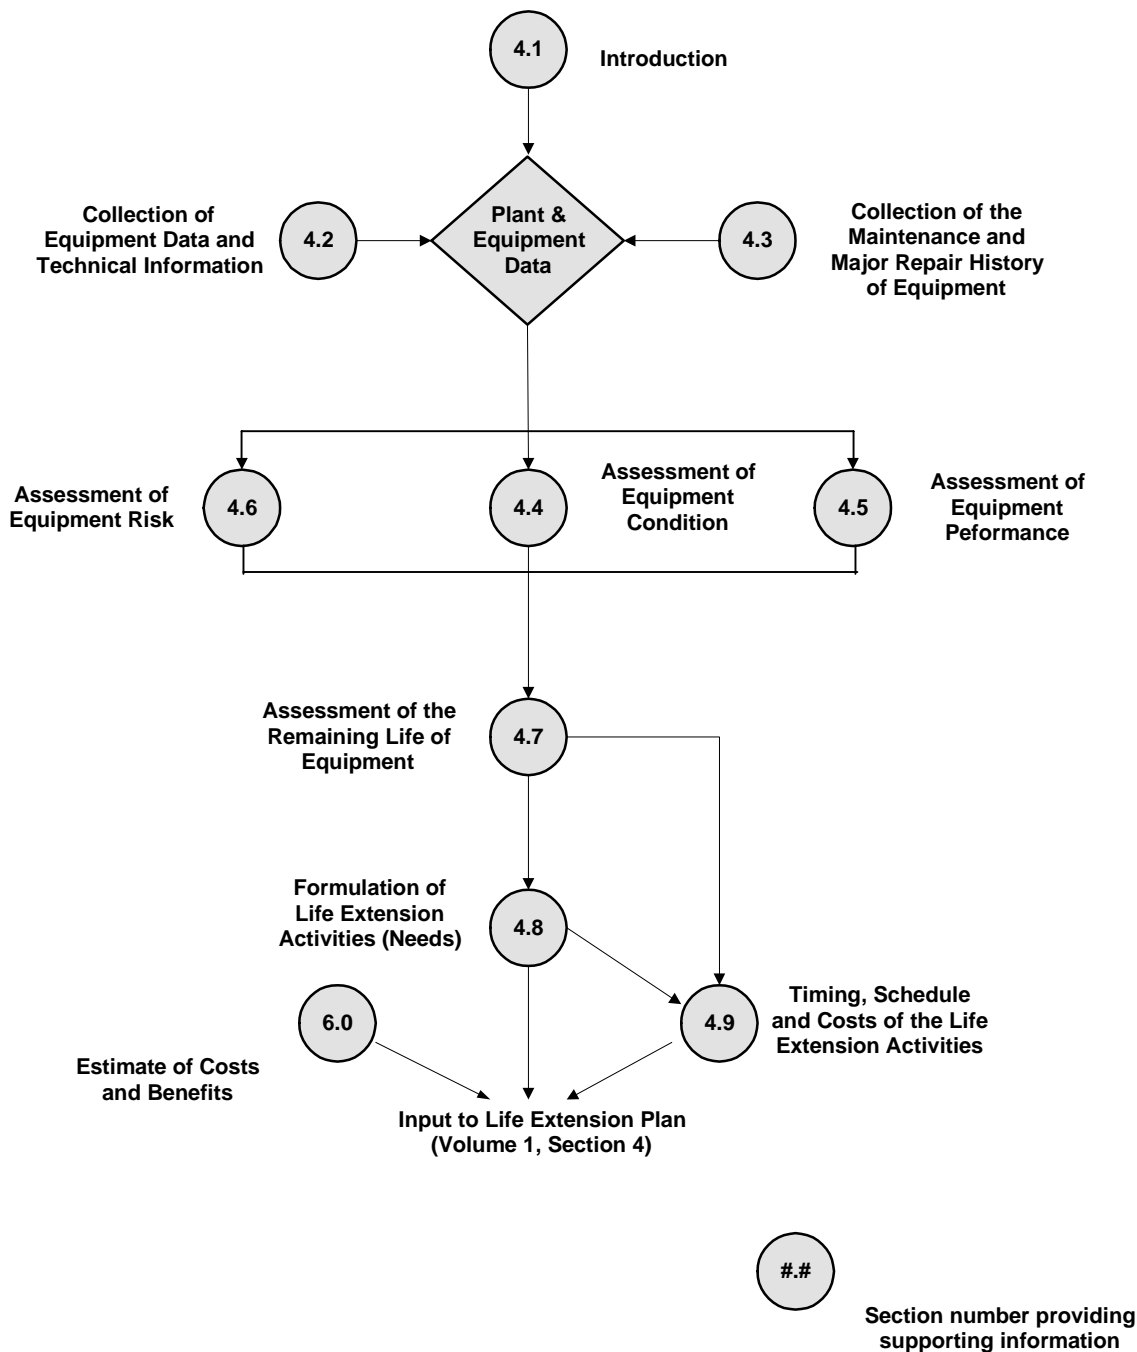 4.1
Introduction
Collection of
Equipment Data and
Technical Information
4.2
Plant &
Equipment
Data
4.3
Collection of the
Maintenance and
Major Repair History
of Equipment
Assessment of
Equipment Risk
4.6
4.4
Assessment of
Equipment
Condition
4.5
Assessment of
Equipment
Peformance
Assessment of the
Remaining Life of
Equipment
4.7
Formulation of
Life Extension
Activities (Needs)
4.8
6.0
Estimate of Costs
and Benefits
4.9
Timing, Schedule
and Costs of the Life
Extension Activities
Input to Life Extension Plan
(Volume 1, Section 4)
#.#
Section number providing
supporting information